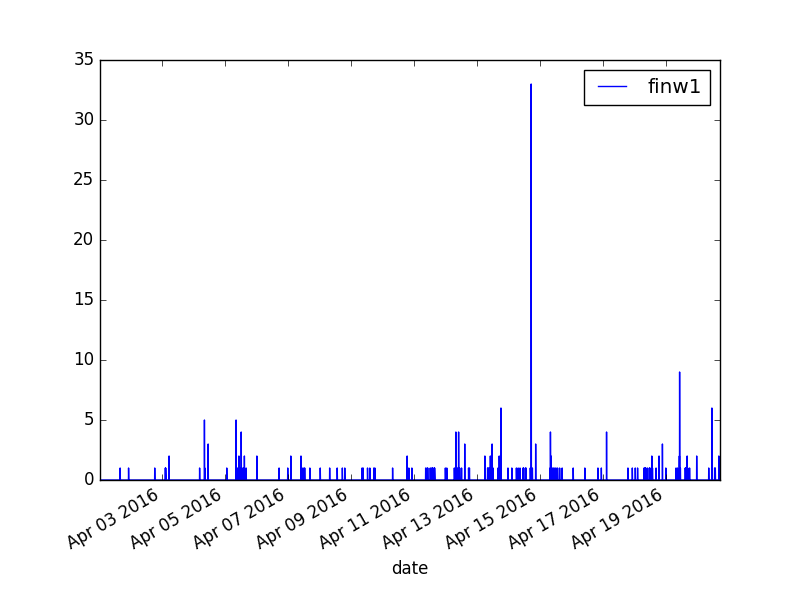 35
finw1
30
25
20
15
10
5
0
Apr 03 2016
Apr 05 2016
Apr 07 2016
Apr 09 2016
Apr 11 2016
Apr 13 2016
Apr 15 2016
Apr 17 2016
Apr 19 2016
date